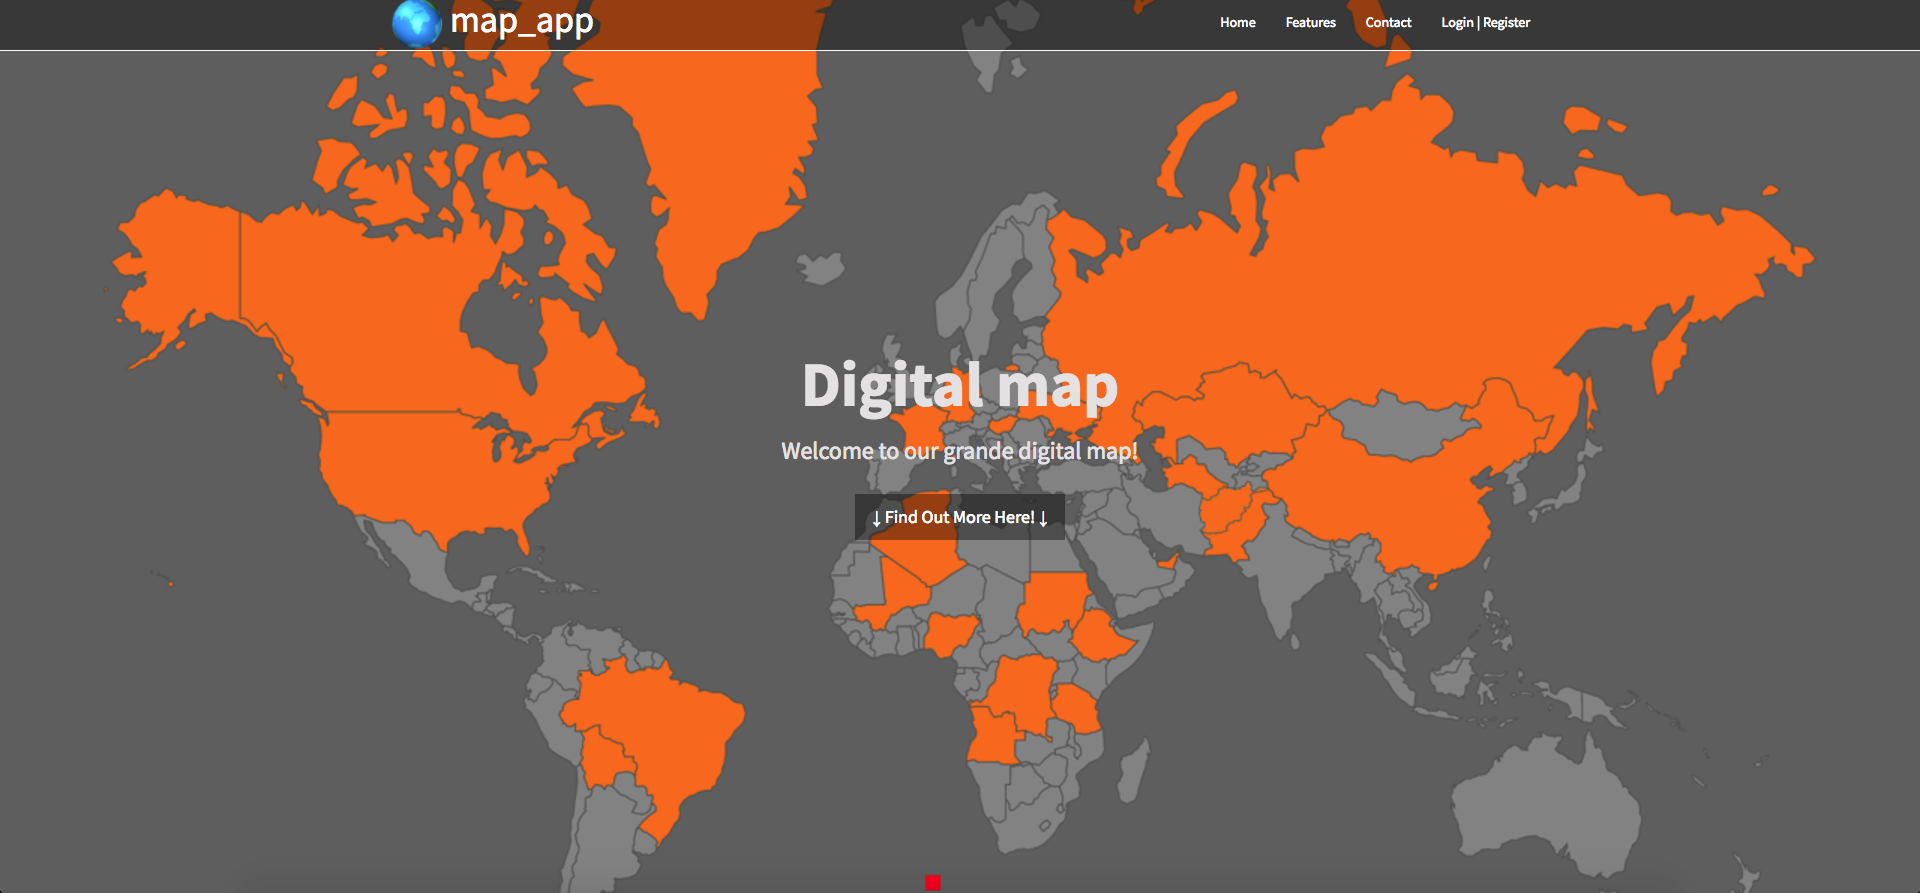 map_app
Home Features Contact Login | Register
Digital map
Welcome to our grande digital map!
↓ Find Out More Here! ↓